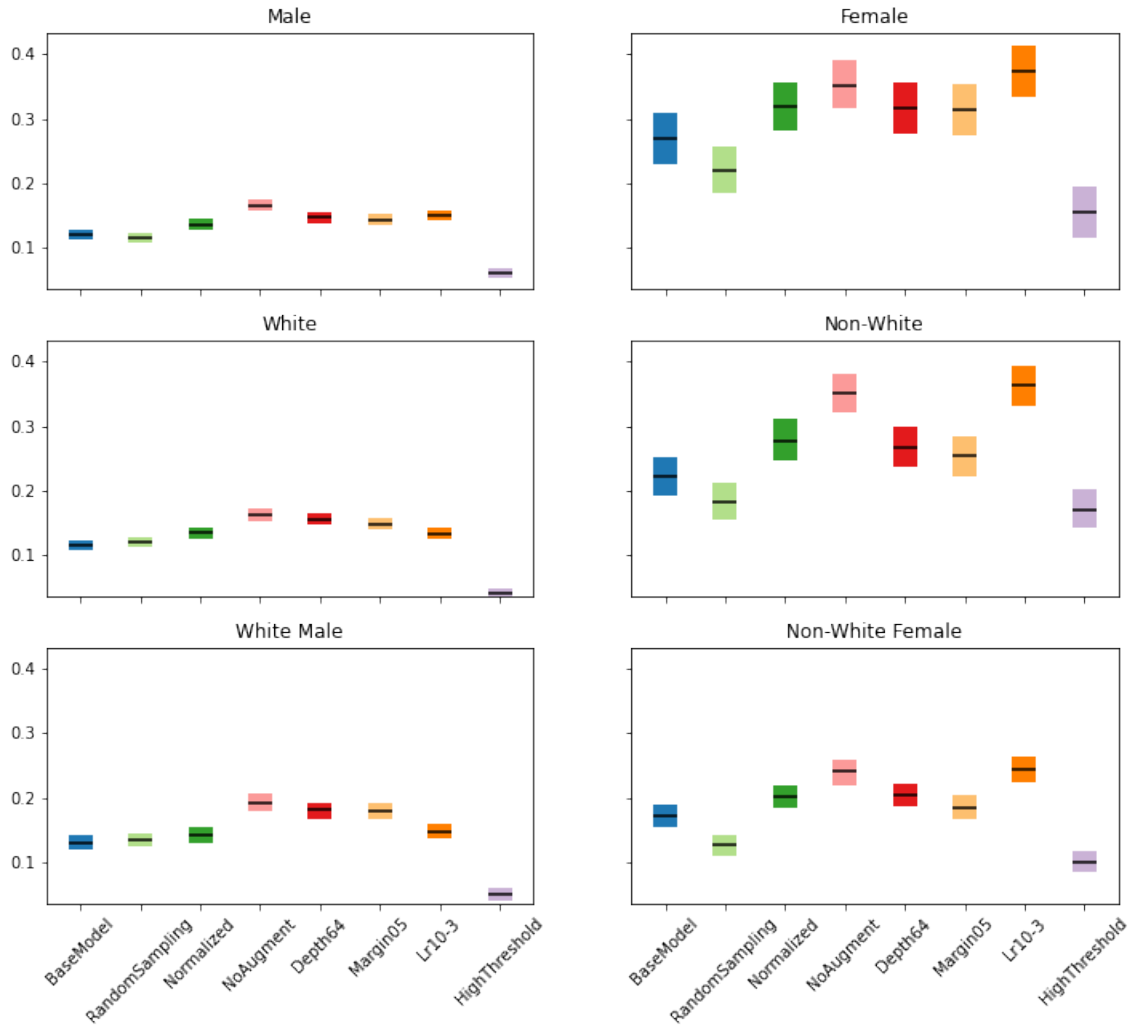 Male
Female
0.4
0.3
0.2
0.1
White
Non-White
0.4
0.3
0.2
0.1
White Male
Non-White Female
0.4
0.3
0.2
0.1
BaseModel
RandomSampling
Normalized
NoAugment
Depth64
Margin05
Lr10-3
HighThreshold
BaseModel
RandomSampling
Normalized
NoAugment
Depth64
Margin05
Lr10-3
HighThreshold